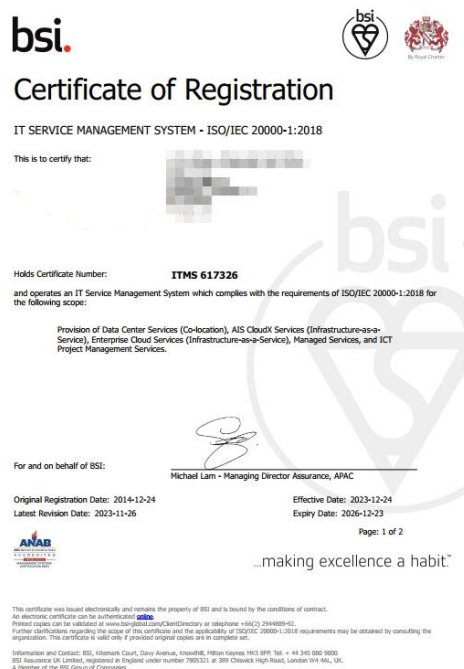 bsi.
bsi
By Royal Charter
Certificate of Registration
IT SERVICE MANAGEMENT SYSTEM - ISO/IEC 20000-1:2018
This is to certify that:
bsi
Holds Certificate Number:
ITMS 617326
and operates an IT Service Management System which complies with the requirements of ISO/IEC 20000-1:2018 for
the following scope:
Provision of Data Center Services (Co-location), AIS CloudX Services (Infrastructure-as-a-
Service), Enterprise Cloud Services (Infrastructure-as-a-Service), Managed Services, and ICT
Project Management Services.
For and on behalf of BSI:
Michael Lam - Managing Director Assurance, APAC
Original Registration Date: 2014-12-24
Effective Date: 2023-12-24
Latest Revision Date: 2023-11-26
Expiry Date: 2026-12-23
Page: 1 of 2
ANAB
ACCREDITED
...making excellence a habit.™
This certificate was issued electronically and remains the property of BSI and is bound by the conditions of contract.
An electronic certificate can be authenticated online.
Printed copies can be validated at www.bsi-global.com/ClientDirectory or telephone +66(2) 2944889-92.
Further clarifications regarding the scope of this certificate and the applicability of ISO/IEC 20000-1:2018 requirements may be obtained by consulting the
organization. This certificate is valid only if provided original copies are in complete set.
Information and Contact: BSI, Kitemark Court, Davy Avenue, Knowlhill, Milton Keynes MK5 8PP. Tel: + 44 345 080 9000
BSI Assurance UK Limited, registered in England under number 7805321 at 389 Chiswick High Road, London W4 4AL, UK.
A Member of the BSI Group of Companies.